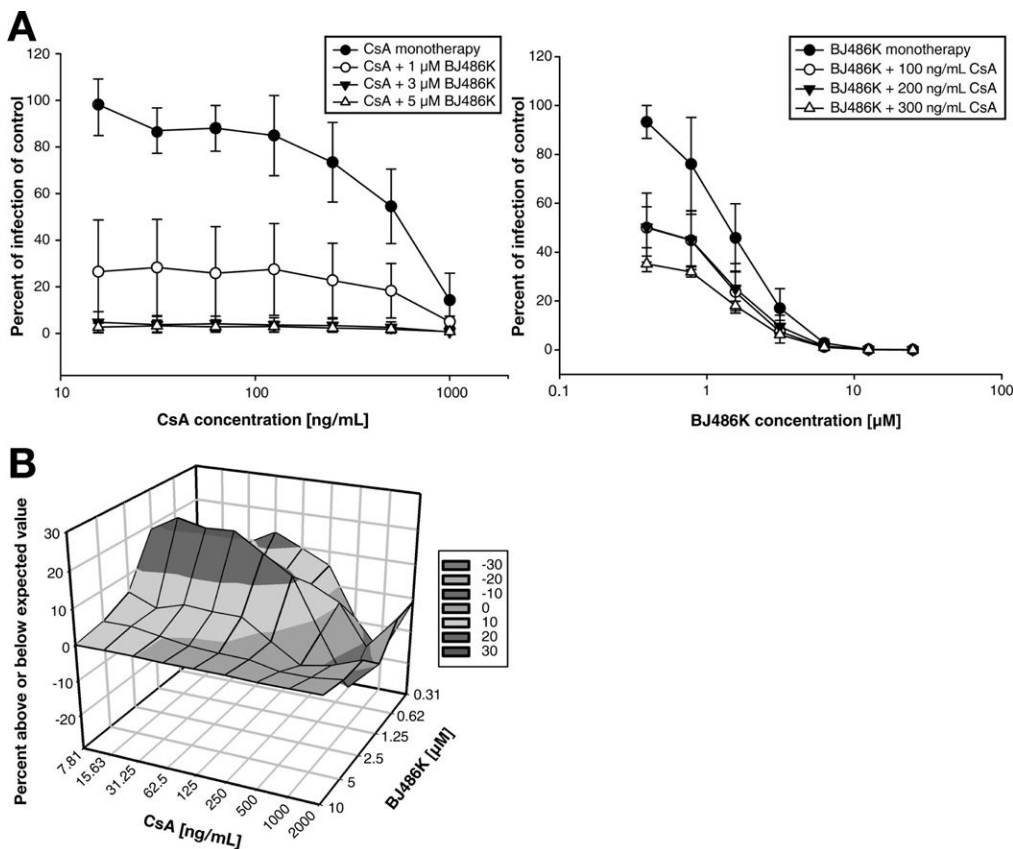 A
CsA monotherapy
CsA + 1 µM BJ486K
CsA + 3 µM BJ486K
CsA + 5 µM BJ486K
Percent of infection of control
120
100
80
60
40
20
0
10
100
1000
CsA concentration [ng/mL]
BJ486K monotherapy
BJ486K + 100 ng/mL CsA
BJ486K + 200 ng/mL CsA
BJ486K + 300 ng/mL CsA
Percent of infection of control
120
100
80
60
40
20
0
0.1
1
10
100
BJ486K concentration [µM]
B
Percent above or below expected value
30
20
10
0
-10
-20
7.81
15.63
31.25
62.5
125
250
500
1000
2000
CsA [ng/mL]
0.31
0.62
1.25
2.5
5
10
BJ486K [µM]
-30
-20
-10
0
10
20
30